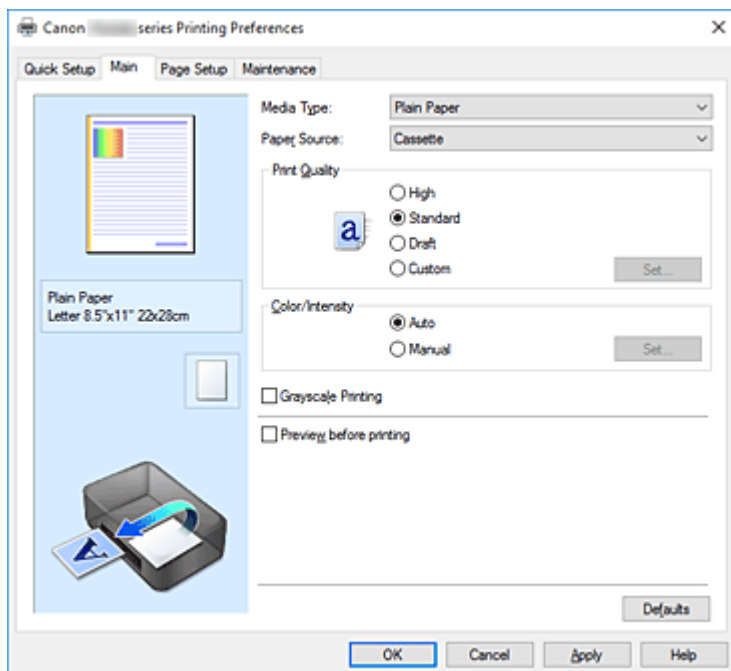 Canon series Printing Preferences
Quick Setup Main Page Setup Maintenance
Media Type: Plain Paper
Paper Source: Cassette
Print Quality
High
a Standard
Draft
Custom Set...
Plain Paper
Letter 8.5"x11" 22x28cm
Color/Intensity
Auto
Manual Set...
Grayscale Printing
Preview before printing
A
Defaults
OK Cancel Apply Help